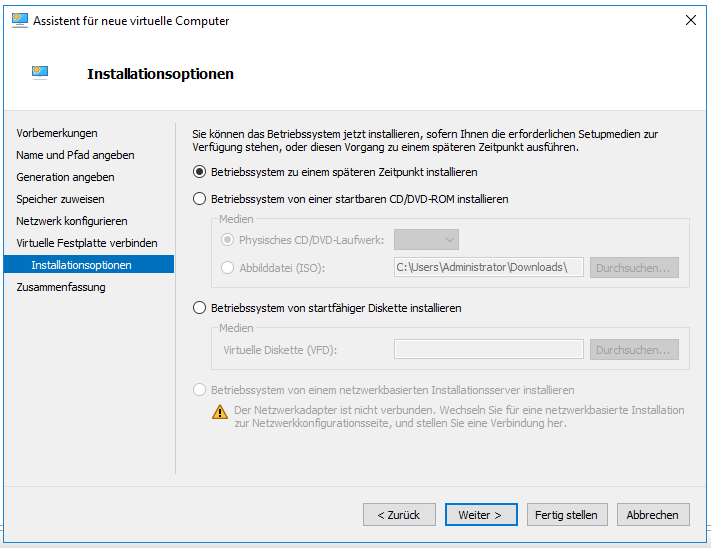 Assistent für neue virtuelle Computer
Installationsoptionen
Vorbemerkungen
Name und Pfad angeben
Generation angeben
Speicher zuweisen
Netzwerk konfigurieren
Virtuelle Festplatte verbinden
Installationsoptionen
Zusammenfassung
Sie können das Betriebssystem jetzt installieren, sofern Ihnen die erforderlichen Setupmedien zur
Verfügung stehen, oder diesen Vorgang zu einem späteren Zeitpunkt ausführen.
Betriebssystem zu einem späteren Zeitpunkt installieren
Betriebssystem von einer startbaren CD/DVD-ROM installieren
Medien
Physisches CD/DVD-Laufwerk:
Abbilddatei (ISO): C:\Users\Administrator\Downloads\ Durchsuchen...
Betriebssystem von startfähiger Diskette installieren
Medien
Virtuelle Diskette (VFD): Durchsuchen...
Betriebssystem von einem netzwerkbasierten Installationsserver installieren
Der Netzwerkadapter ist nicht verbunden. Wechseln Sie für eine netzwerkbasierte Installation
zur Netzwerkkonfigurationsseite, und stellen Sie eine Verbindung her.
< Zurück Weiter > Fertig stellen Abbrechen